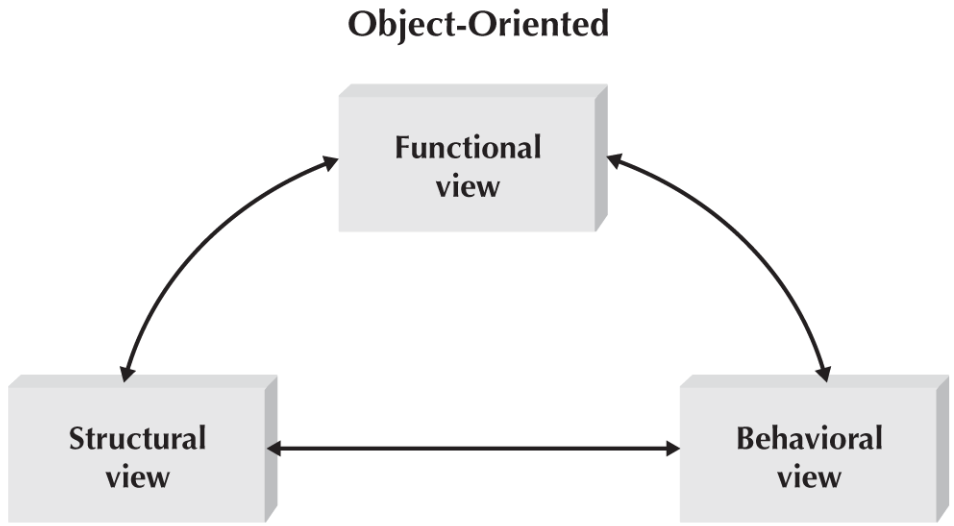 Object-Oriented
Functional
view
Structural
view
Behavioral
view